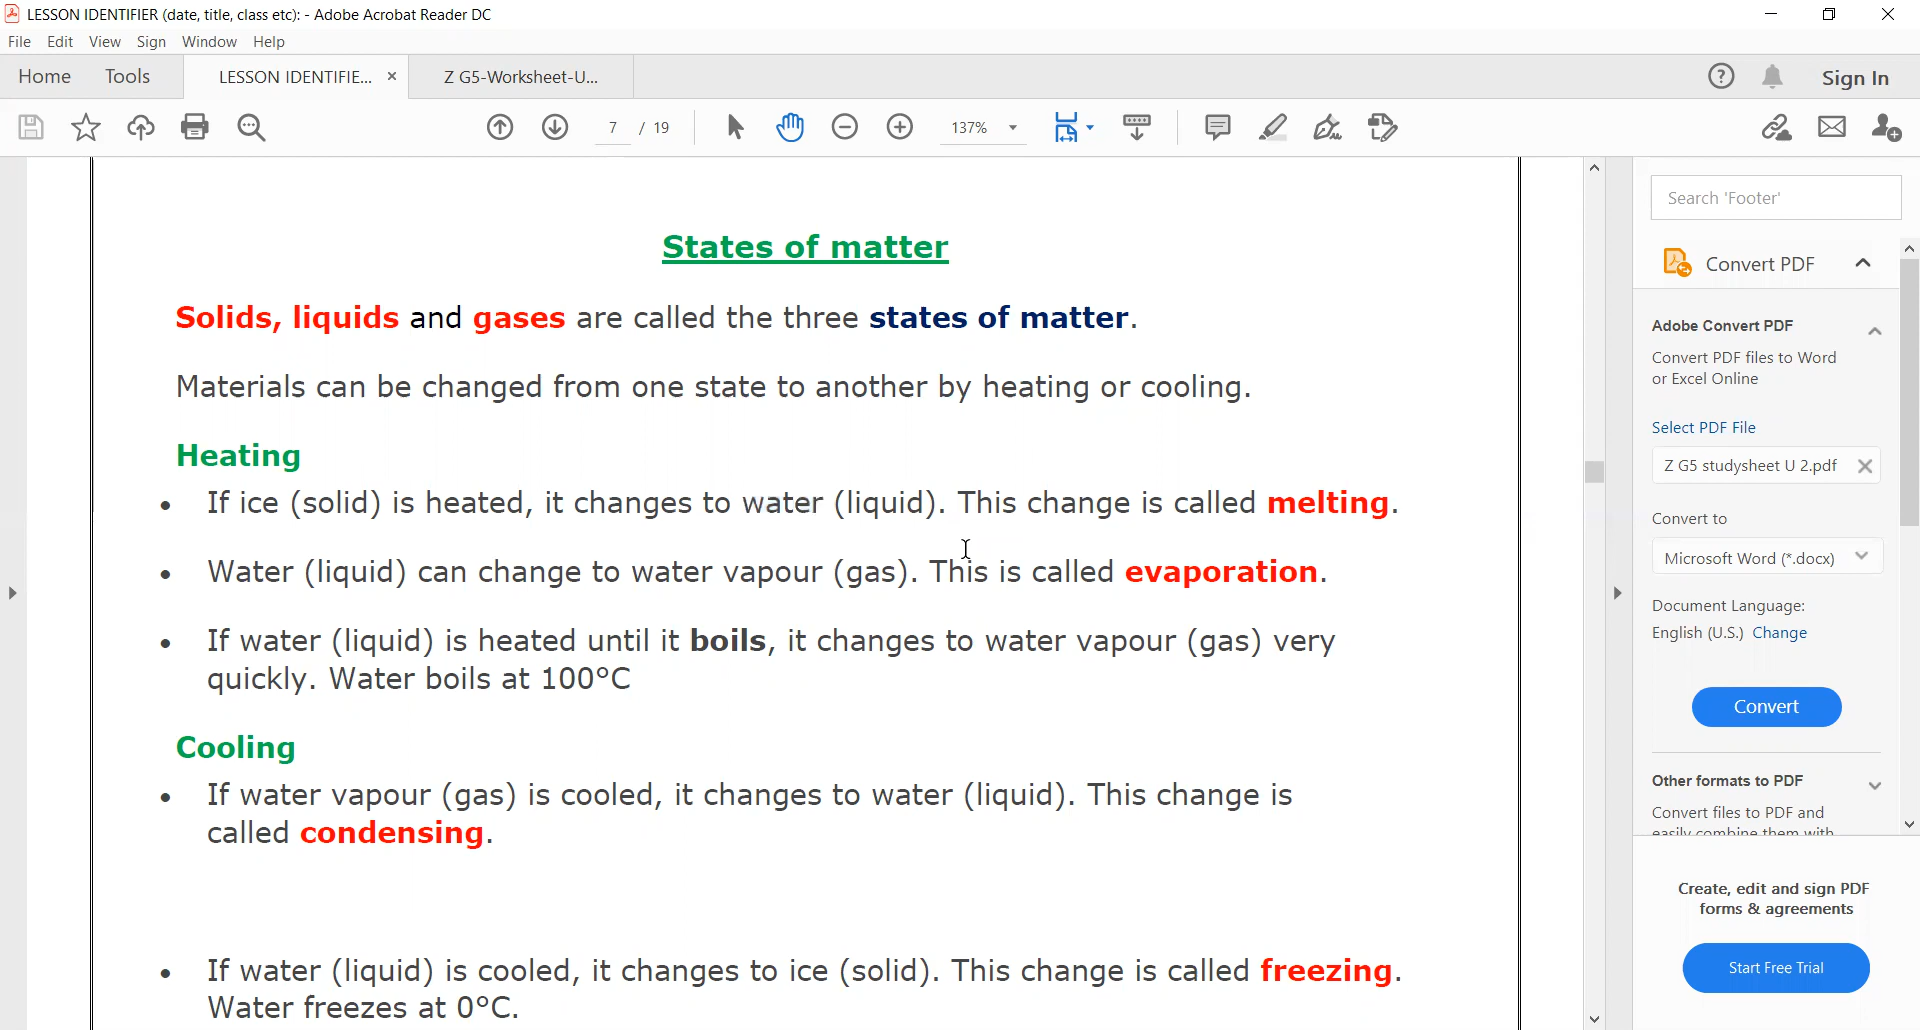 LESSON IDENTIFIER (date, title, class etc): - Adobe Acrobat Reader DC
File Edit View Sign Window Help
Home Tools LESSON IDENTIFIE... × Z G5-Worksheet-U... Sign In
7 / 19 137%
Search 'Footer'
States of matter
Convert PDF
Solids, liquids and gases are called the three states of matter.
Adobe Convert PDF
Convert PDF files to Word
or Excel Online
Materials can be changed from one state to another by heating or cooling.
Select PDF File
Heating
Z G5 studysheet U 2.pdf
• If ice (solid) is heated, it changes to water (liquid). This change is called melting.
Convert to
Microsoft Word (*.docx)
• Water (liquid) can change to water vapour (gas). This is called evaporation.
Document Language:
English (U.S.) Change
• If water (liquid) is heated until it boils, it changes to water vapour (gas) very
quickly. Water boils at 100°C
Convert
Cooling
Other formats to PDF
• If water vapour (gas) is cooled, it changes to water (liquid). This change is
called condensing.
Convert files to PDF and
easily combine them with
Create, edit and sign PDF
forms & agreements
• If water (liquid) is cooled, it changes to ice (solid). This change is called freezing.
Water freezes at 0°C.
Start Free Trial